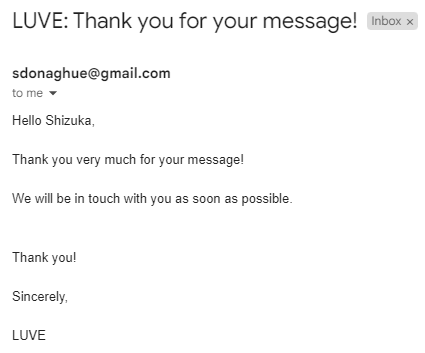 LUVE: Thank you for your message! Inbox ×
sdonaghue@gmail.com
to me
Hello Shizuka,
Thank you very much for your message!
We will be in touch with you as soon as possible.
Thank you!
Sincerely,
LUVE